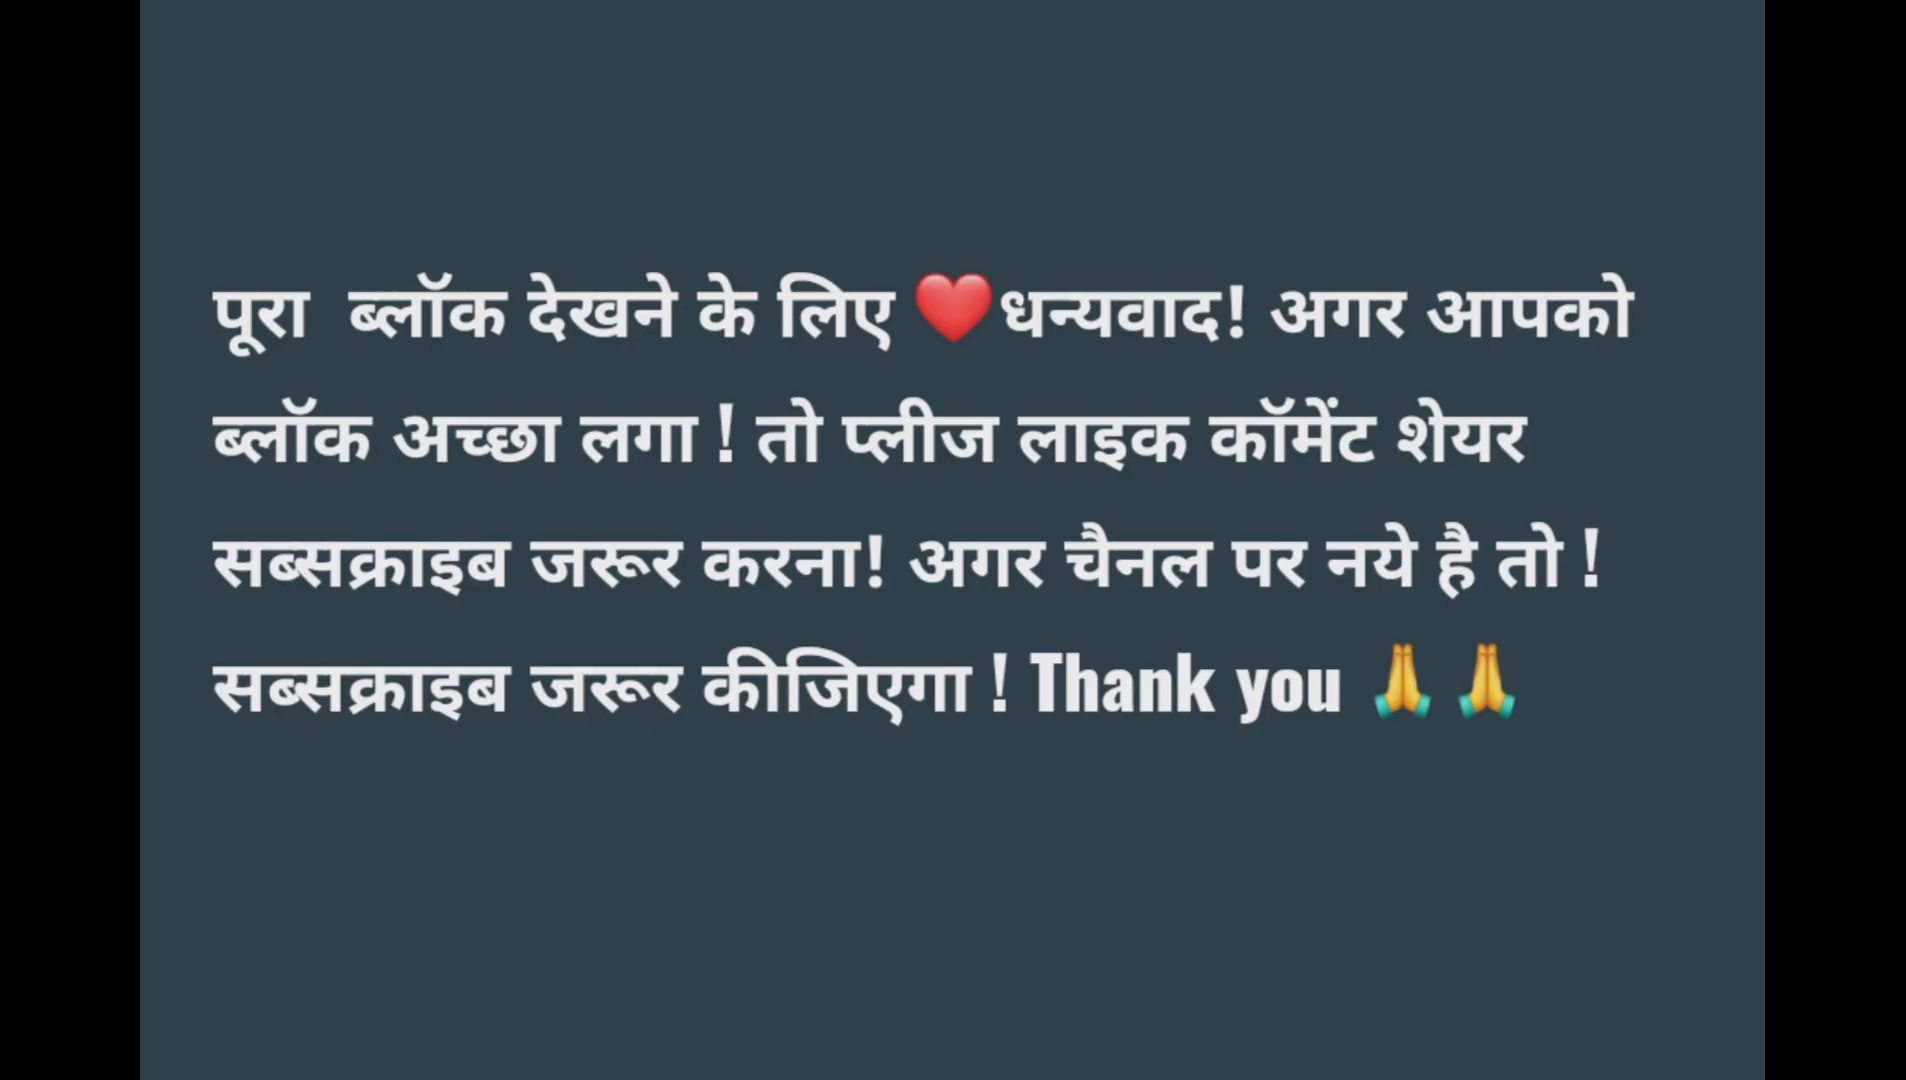 पूरा  ब्लॉक देखने के लिए ❤️धन्यवाद! अगर आपको
ब्लॉक अच्छा लगा ! तो प्लीज लाइक कॉमेंट शेयर
सब्सक्राइब जरूर करना! अगर चैनल पर नये है तो !
सब्सक्राइब जरूर कीजिएगा ! Thank you 🙏🙏